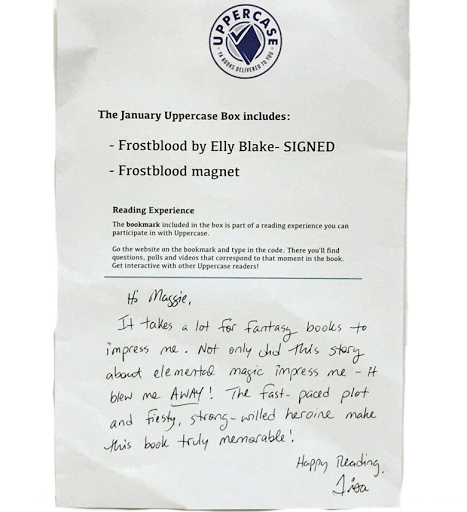 UPPERCASE
YA BOOKS DELIVERED TO YOU
The January Uppercase Box includes:
- Frostblood by Elly Blake- SIGNED
- Frostblood magnet
Reading Experience
The bookmark included in the box is part of a reading experience you can
participate in with Uppercase.
Go the website on the bookmark and type in the code. There you'll find
questions, polls and videos that correspond to that moment in the book.
Get interactive with other Uppercase readers!
Hi Maggie,
It takes a lot for fantasy books to
impress me. Not only did this story
about elemental magic impress me - it
blew me AWAY! The fast-paced plot
and fiesty, strong-willed heroine make
this book truly memorable!
Happy Reading,
Lisa